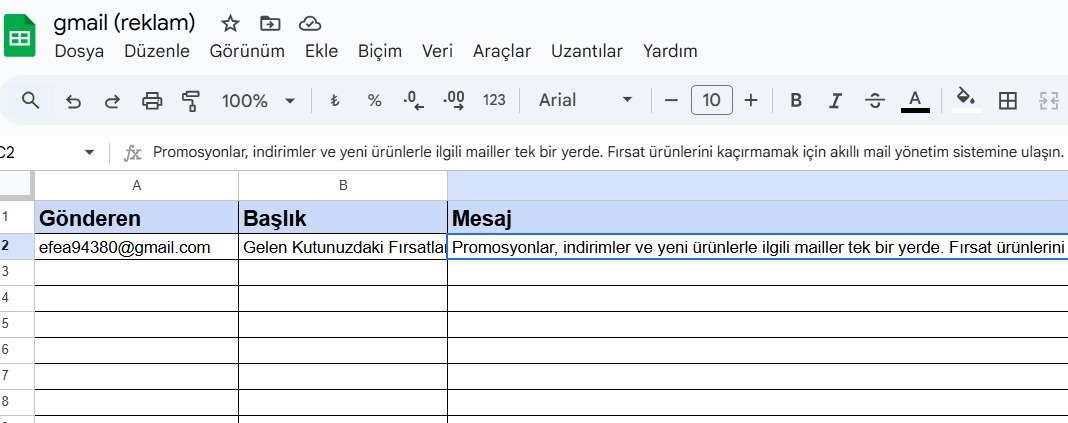 gmail (reklam)
Dosya Düzenle Görünüm Ekle Biçim Veri Araçlar Uzantılar Yardım
100% ₺ % .0 .00 123 Arial 10 B I S A
C2 fx Promosyonlar, indirimler ve yeni ürünlerle ilgili mailler tek bir yerde. Fırsat ürünlerini kaçırmamak için akıllı mail yönetim sistemine ulaşın.
A B
1 Gönderen Başlık Mesaj
2 efea94380@gmail.com Gelen Kutunuzdaki Fırsatlar Promosyonlar, indirimler ve yeni ürünlerle ilgili mailler tek bir yerde. Fırsat ürünlerini
3
4
5
6
7
8